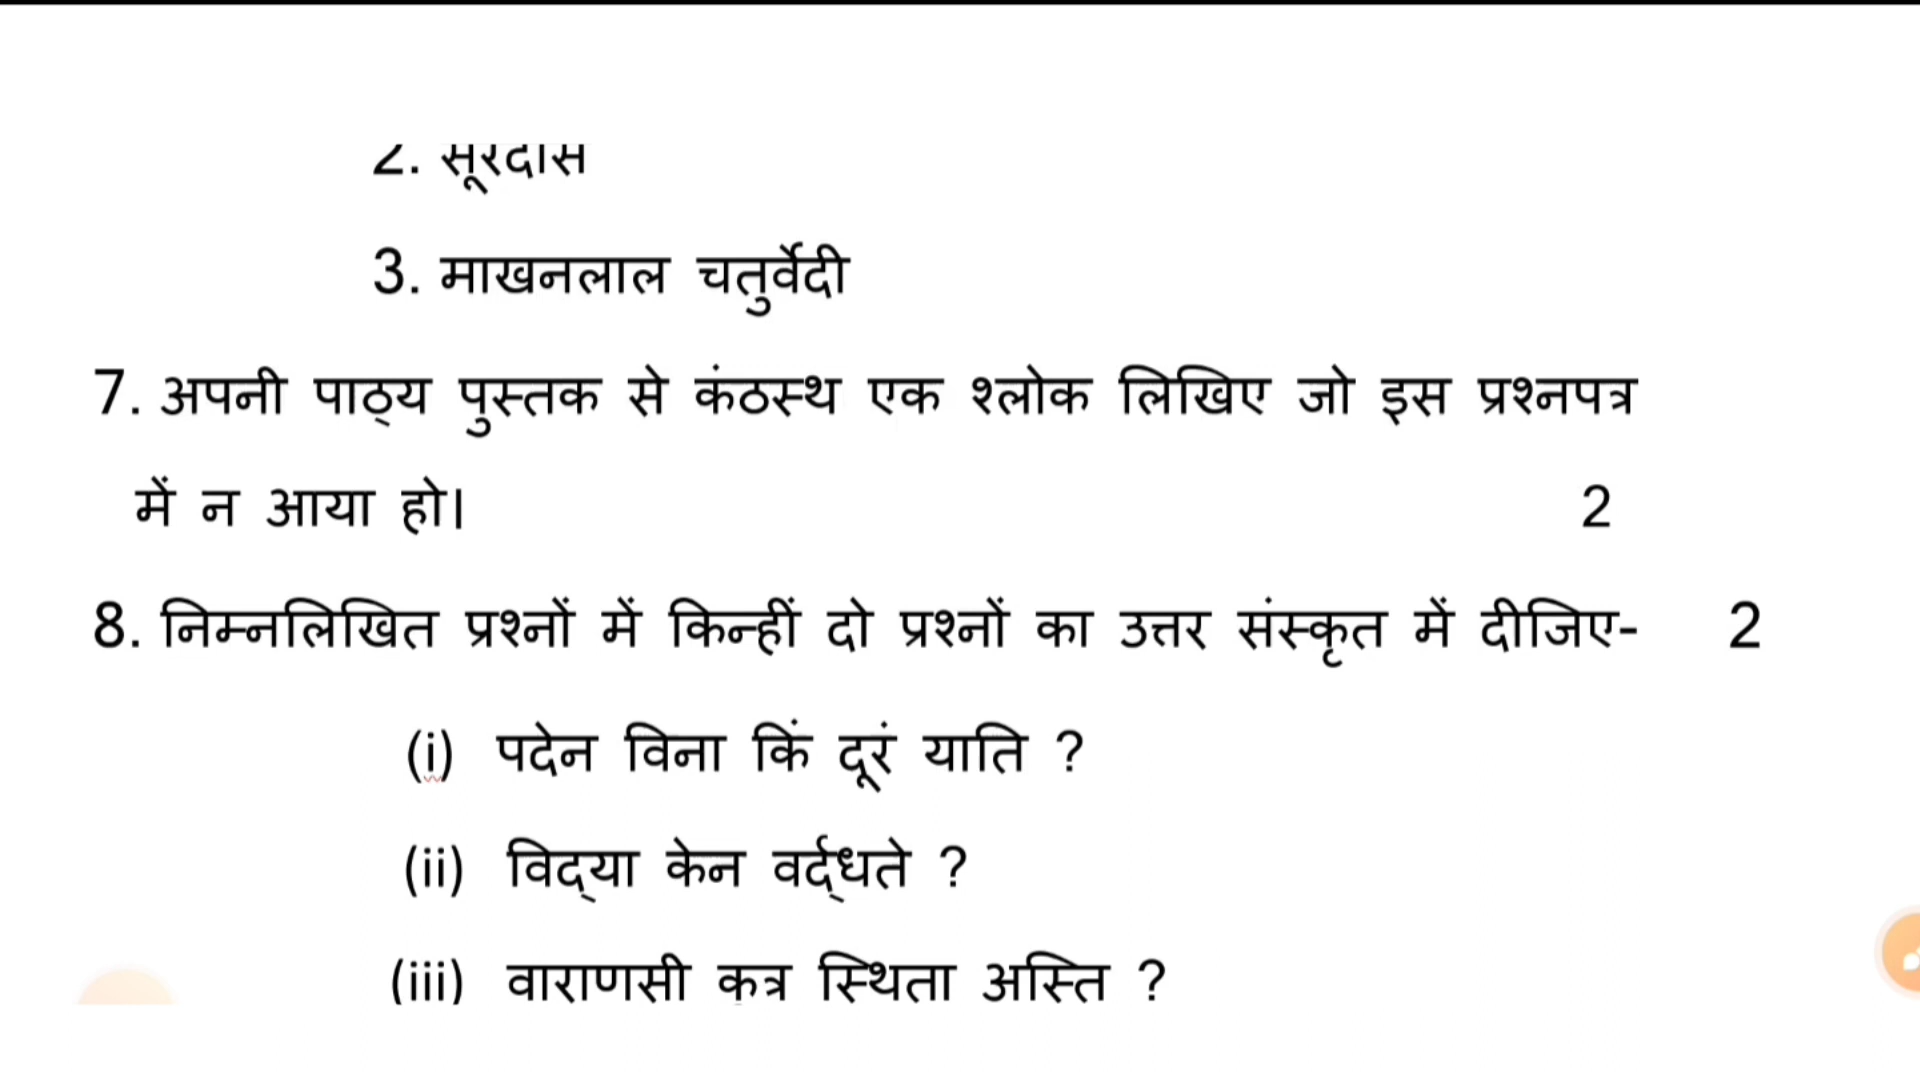 2. सूरदास
3. माखनलाल चतुर्वेदी
7. अपनी पाठ्य पुस्तक से कंठस्थ एक श्लोक लिखिए जो इस प्रश्नपत्र
में न आया हो। 2
8. निम्नलिखित प्रश्नों में किन्हीं दो प्रश्नों का उत्तर संस्कृत में दीजिए- 2
(i) पदेन विना किं दूरं याति ?
(ii) विद्या केन वर्द्धते ?
(iii) वाराणसी कुत्र स्थिता अस्ति ?